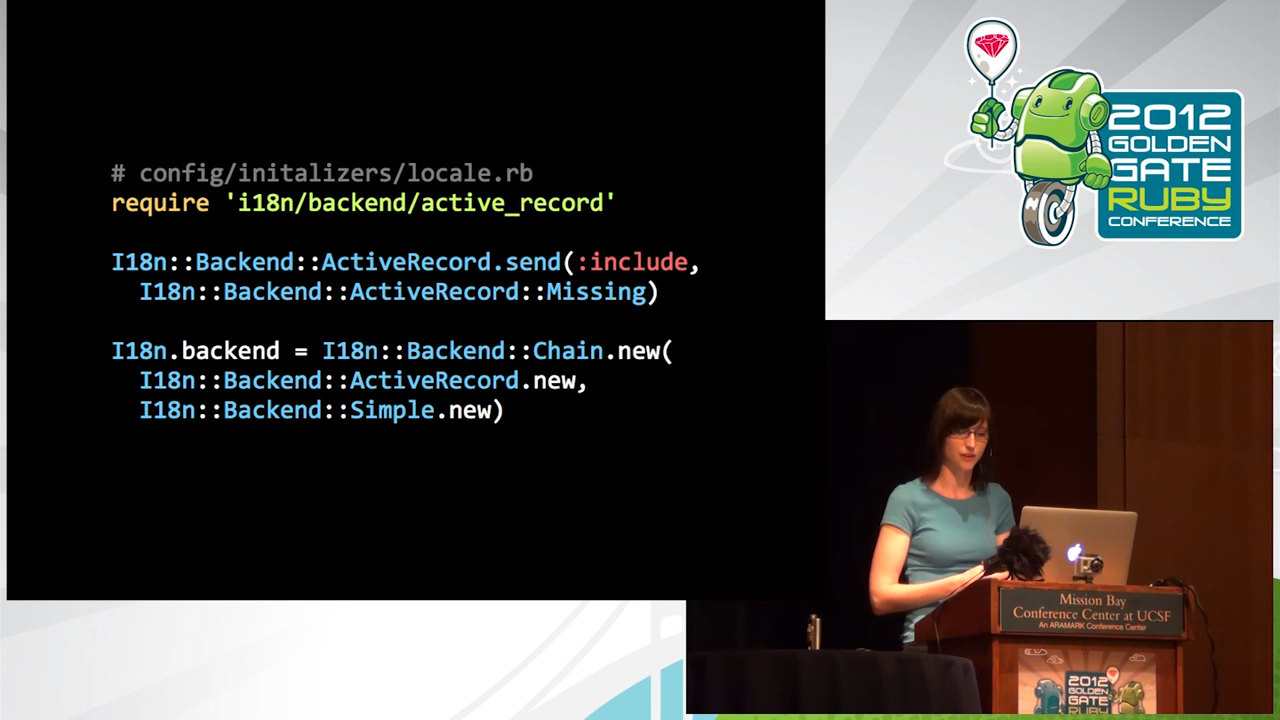 # config/initalizers/locale.rb
require 'i18n/backend/active_record'
I18n::Backend::ActiveRecord.send(:include,
I18n::Backend::ActiveRecord::Missing)
I18n.backend = I18n::Backend::Chain.new(
I18n::Backend::ActiveRecord.new,
I18n::Backend::Simple.new)
2012
GOLDEN
GATE
RUBY
CONFERENCE
Mission Bay
Conference Center at UCSF
An ARAMARK Conference Center
2012
GOLDEN
GATE
RUBY